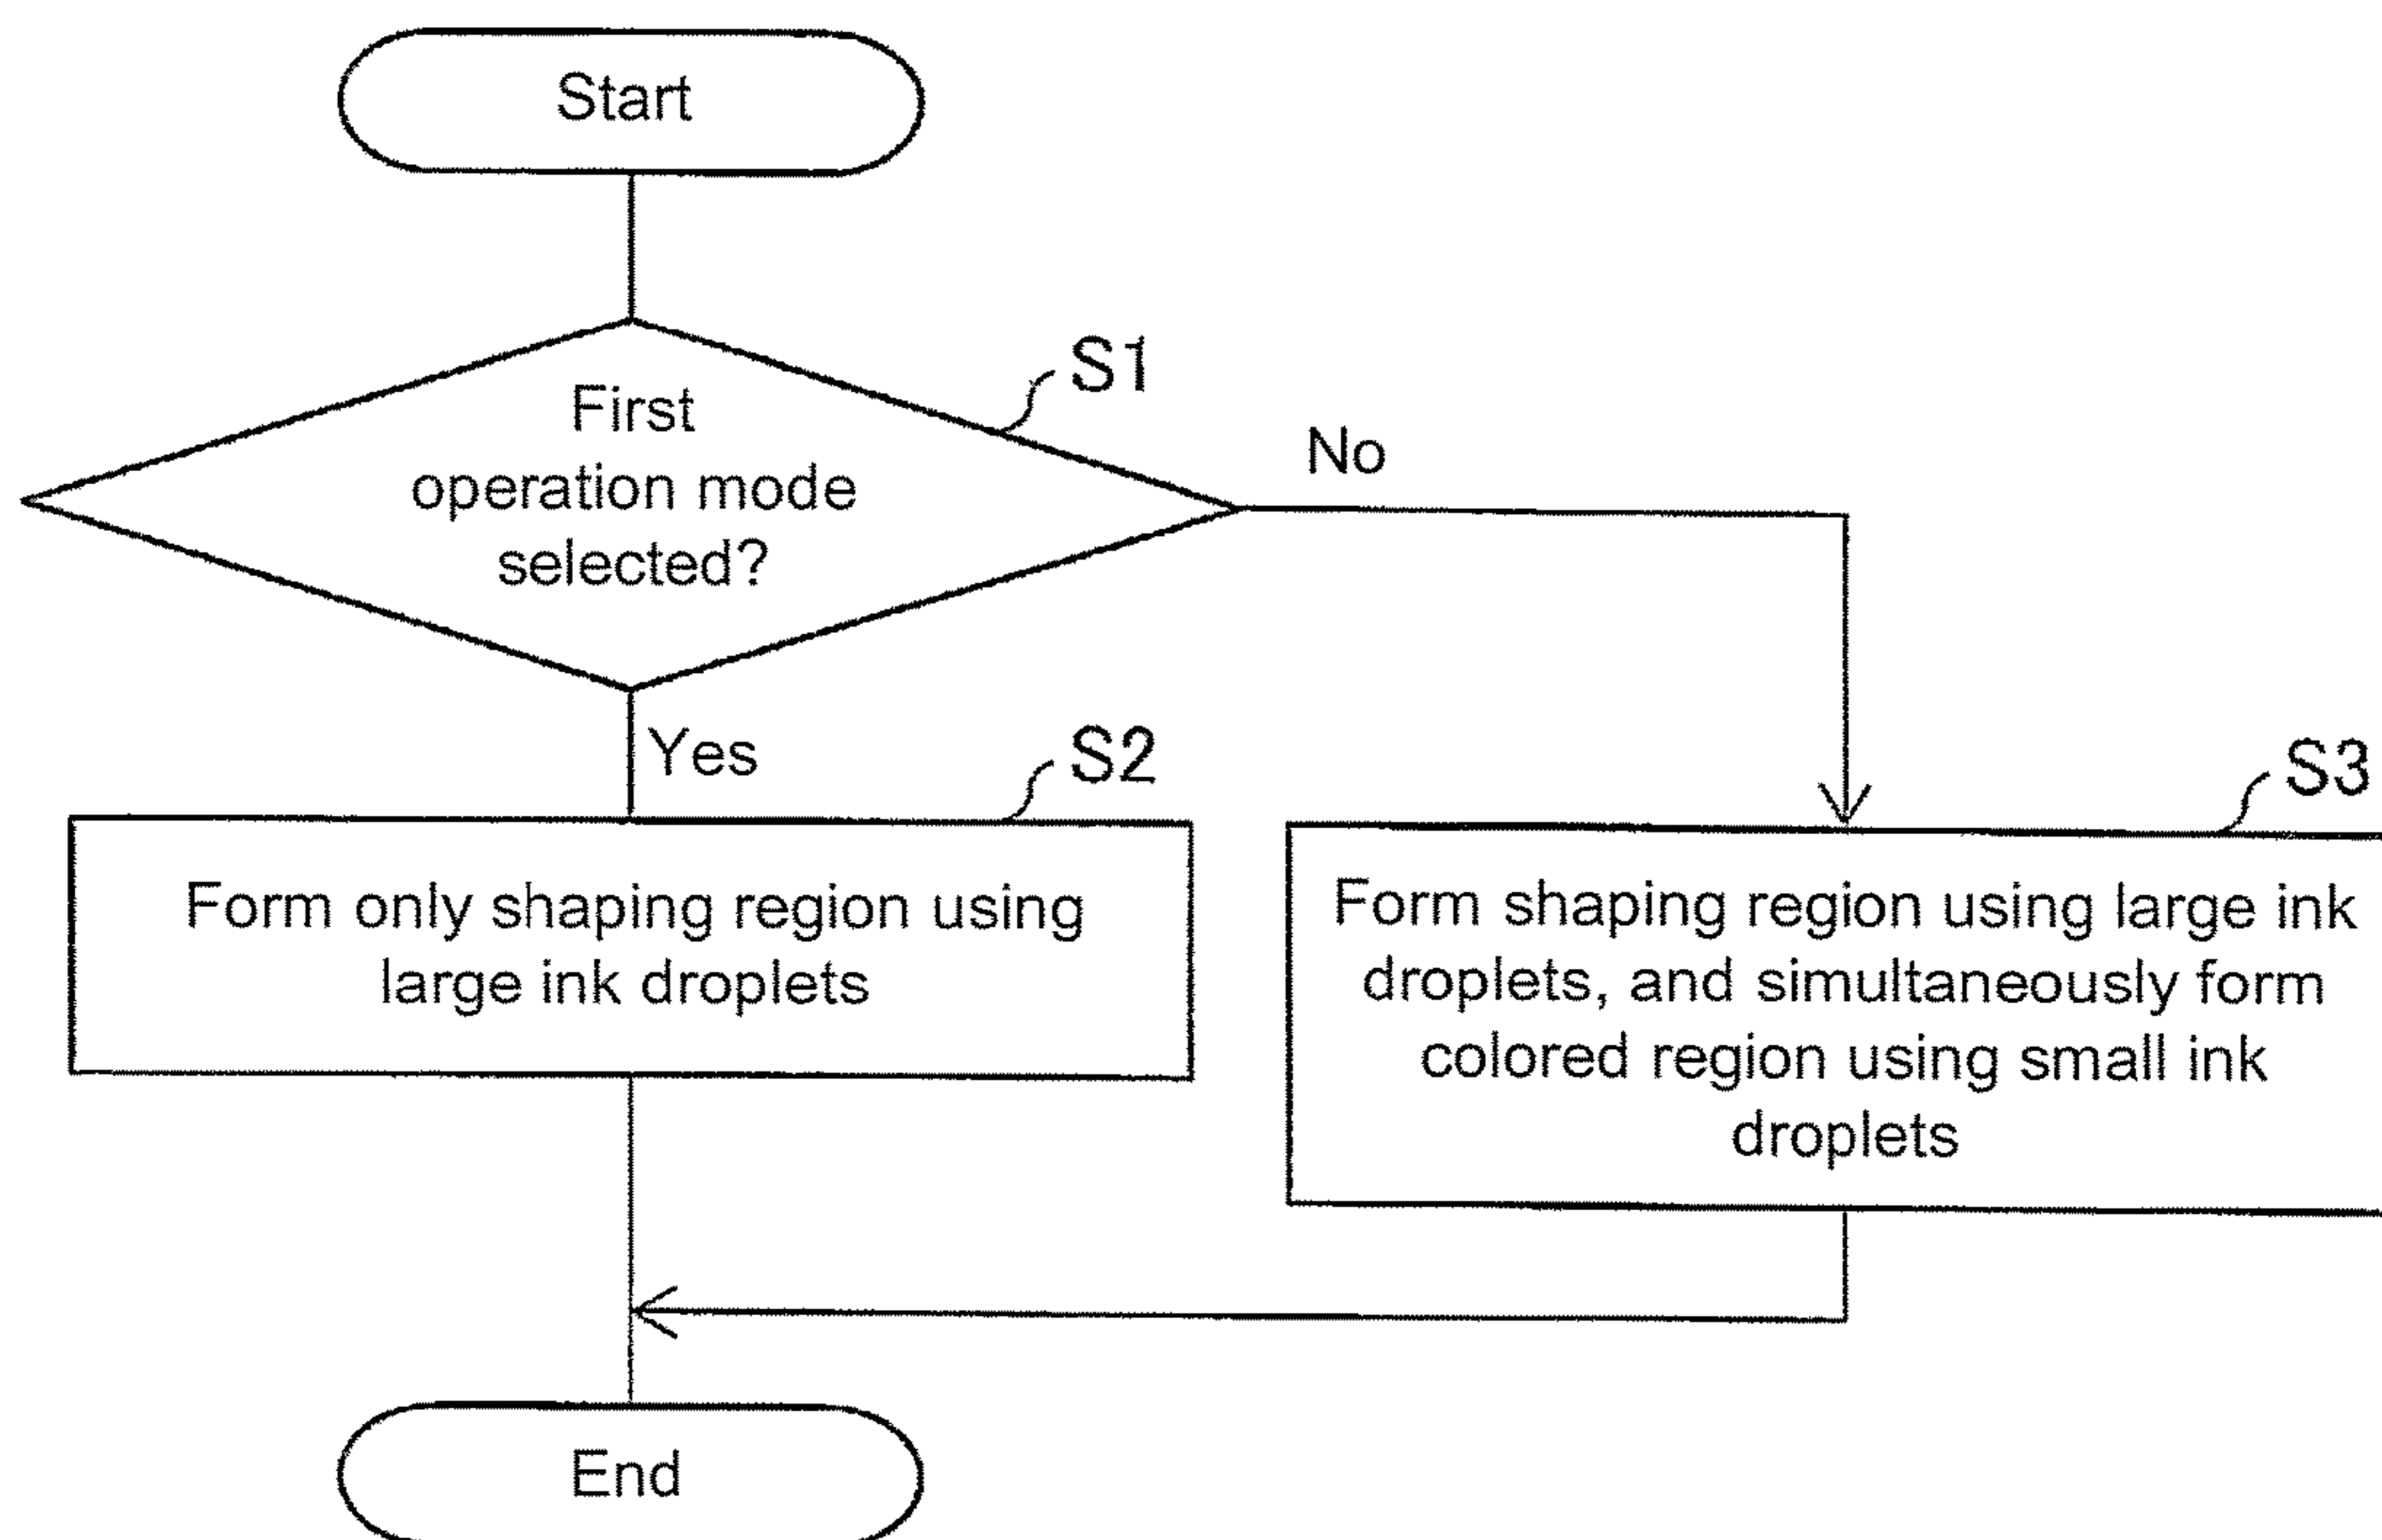 Start
S1
First
operation mode
selected?
No
Yes
S2
S3
Form only shaping region using
large ink droplets
Form shaping region using large ink
droplets, and simultaneously form
colored region using small ink
droplets
End